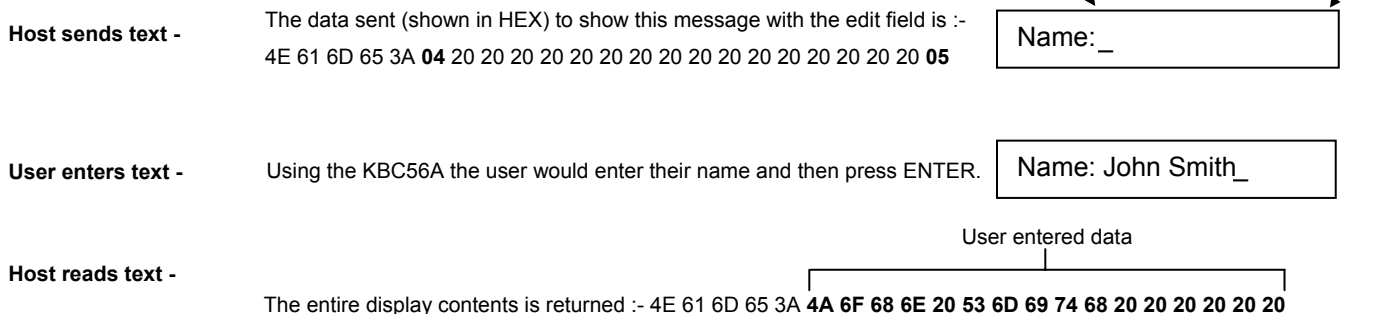 The data sent (shown in HEX) to show this message with the edit field is :-
Host sends text -
4E 61 6D 65 3A 04 20 20 20 20 20 20 20 20 20 20 20 20 20 20 20 20 05
Name:_
User enters text -
Using the KBC56A the user would enter their name and then press ENTER.
Name: John Smith_
User entered data
Host reads text -
The entire display contents is returned :- 4E 61 6D 65 3A 4A 6F 68 6E 20 53 6D 69 74 68 20 20 20 20 20 20